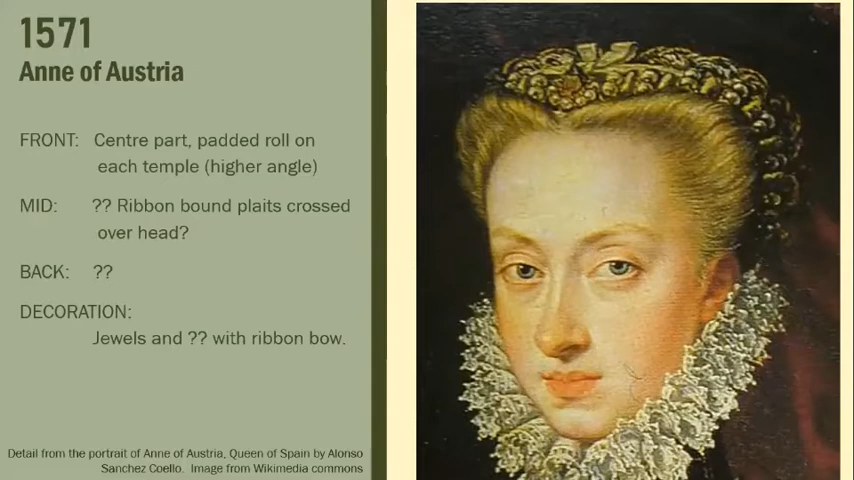 1571
Anne of Austria
FRONT: Centre part, padded roll on
each temple (higher angle)
MID: ?? Ribbon bound plaits crossed
over head?
BACK: ??
DECORATION:
Jewels and ?? with ribbon bow.
Detail from the portrait of Anne of Austria, Queen of Spain by Alonso
Sanchez Coello. Image from Wikimedia commons